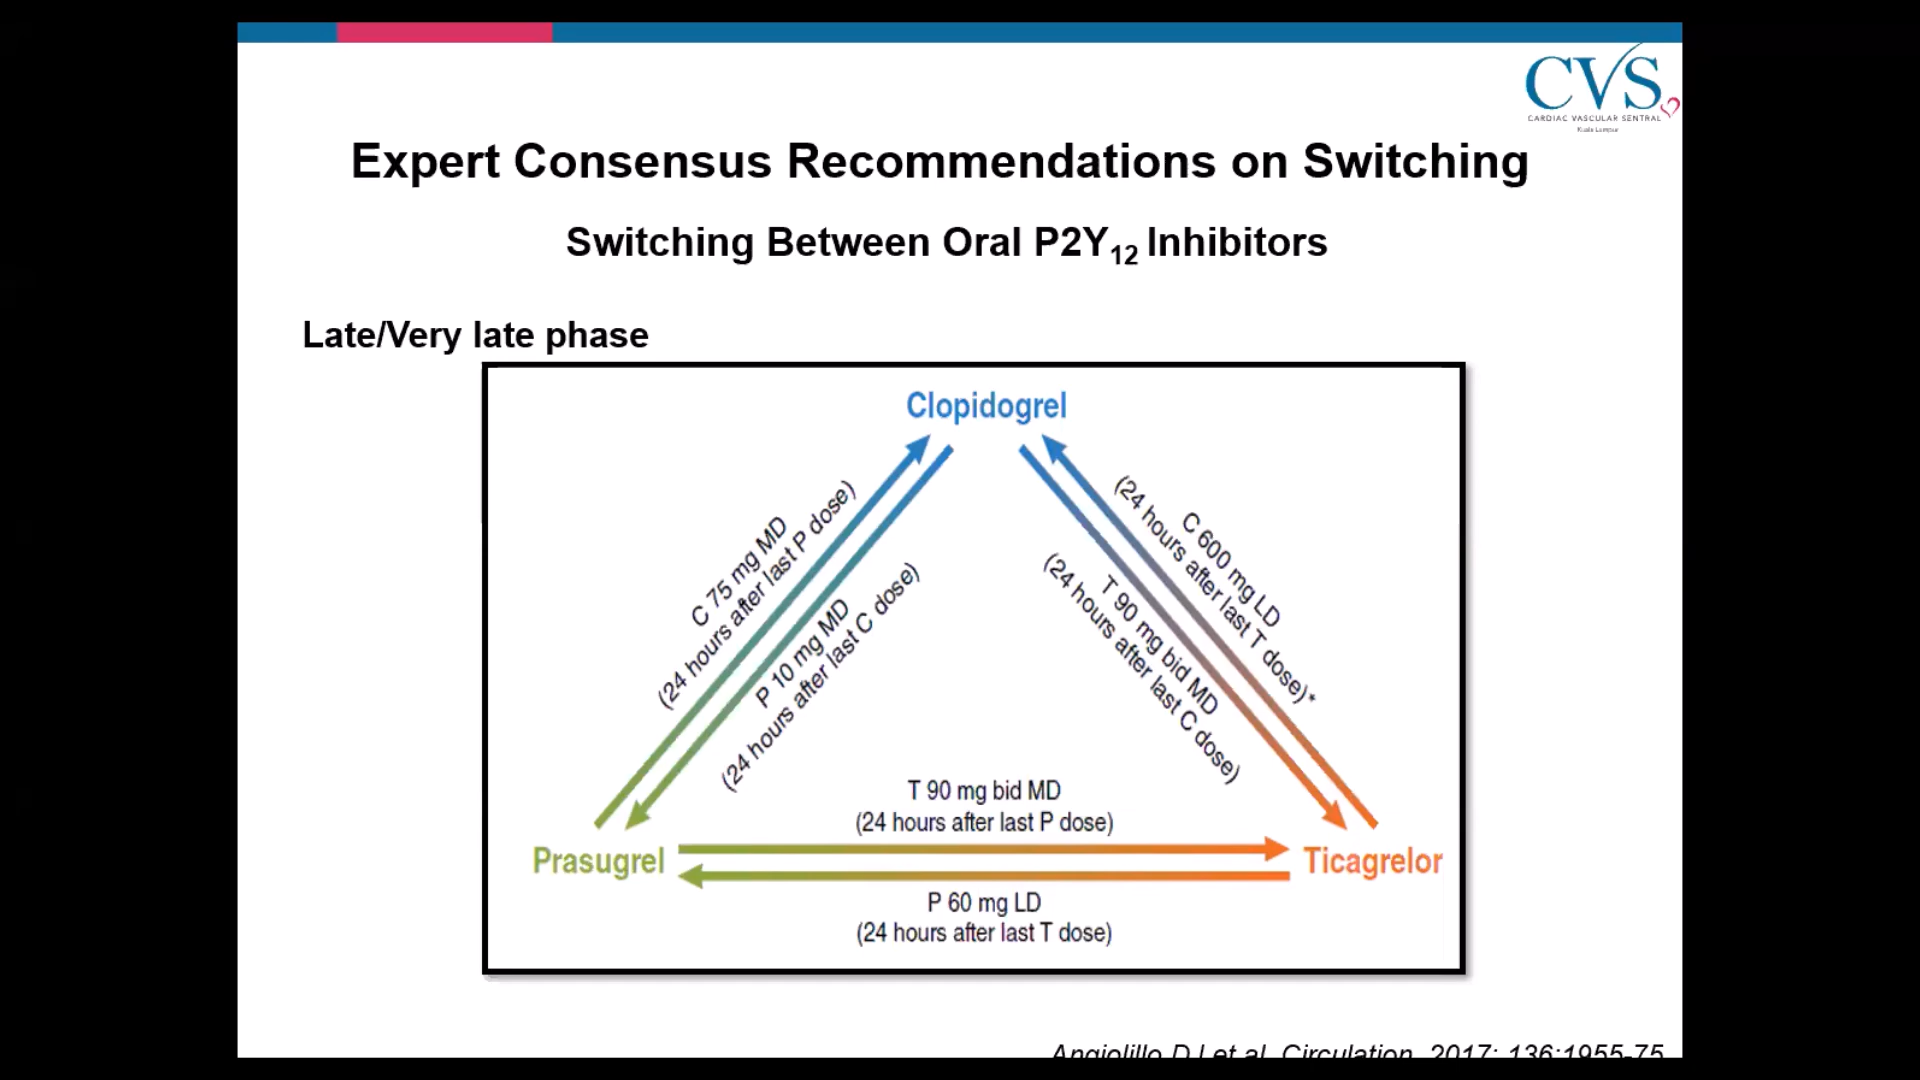 CVS
CARDIAC VASCULAR SENTRAL
Kuala Lumpur
Expert Consensus Recommendations on Switching
Switching Between Oral P2Y12 Inhibitors
Late/Very late phase
Clopidogrel
C 75 mg MD
(24 hours after last P dose)
P 10 mg MD
(24 hours after last C dose)
C 600 mg LD
(24 hours after last T dose)*
T 90 mg bid MD
(24 hours after last C dose)
T 90 mg bid MD
(24 hours after last P dose)
Prasugrel
Ticagrelor
P 60 mg LD
(24 hours after last T dose)
Angiolillo DJ et al. Circulation. 2017; 136:1955-75